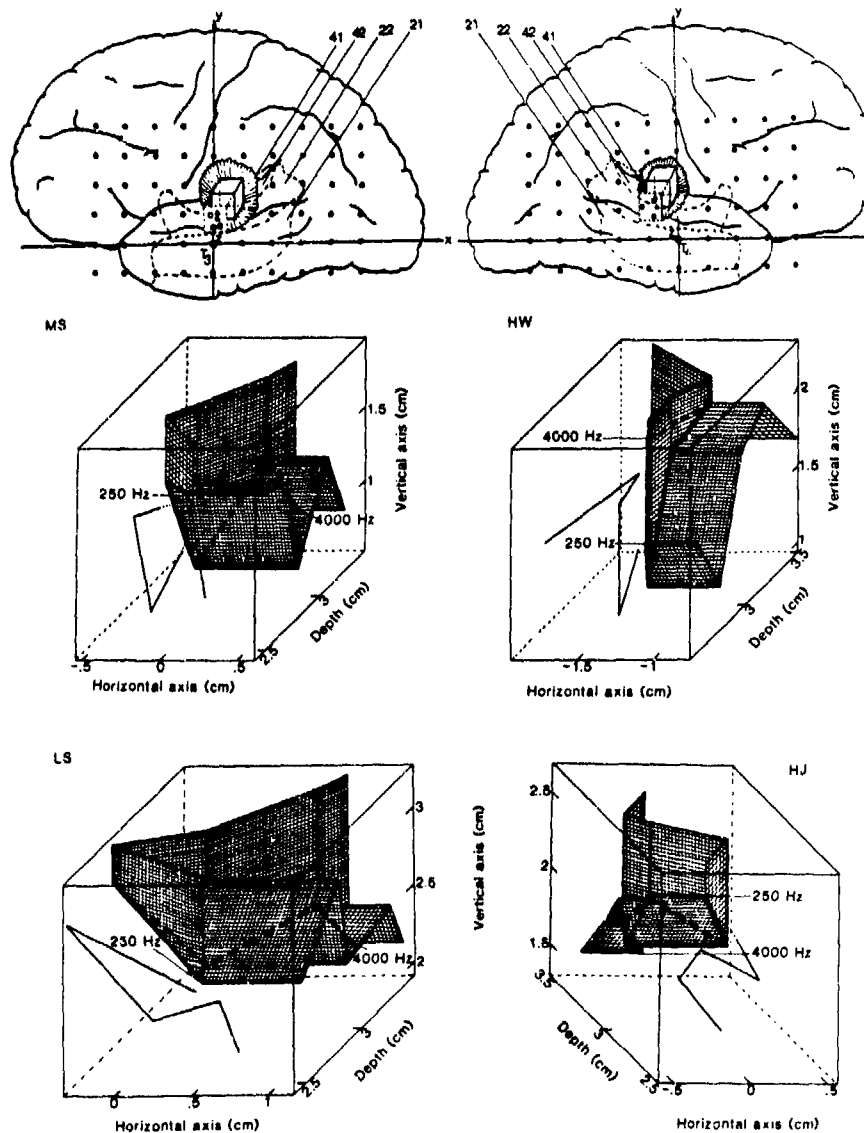 y
y
41
42
22
21
21
22
42
41
x
MS
HW
1.5
1
Vertical axis (cm)
250 Hz
4000 Hz
-.5
0
.5
2.5
3
Depth (cm)
Horizontal axis (cm)
2
1.5
1
Vertical axis (cm)
4000 Hz
250 Hz
-1.5
-1
3
3.5
Depth (cm)
Horizontal axis (cm)
LS
HJ
3
2.5
2
230 Hz
4000 Hz
0
.5
1
2.5
3
Depth (cm)
Horizontal axis (cm)
Vertical axis (cm)
2.5
2
1.5
250 Hz
4000 Hz
3.5
3
2.5
Depth (cm)
-.5
0
.5
Horizontal axis (cm)